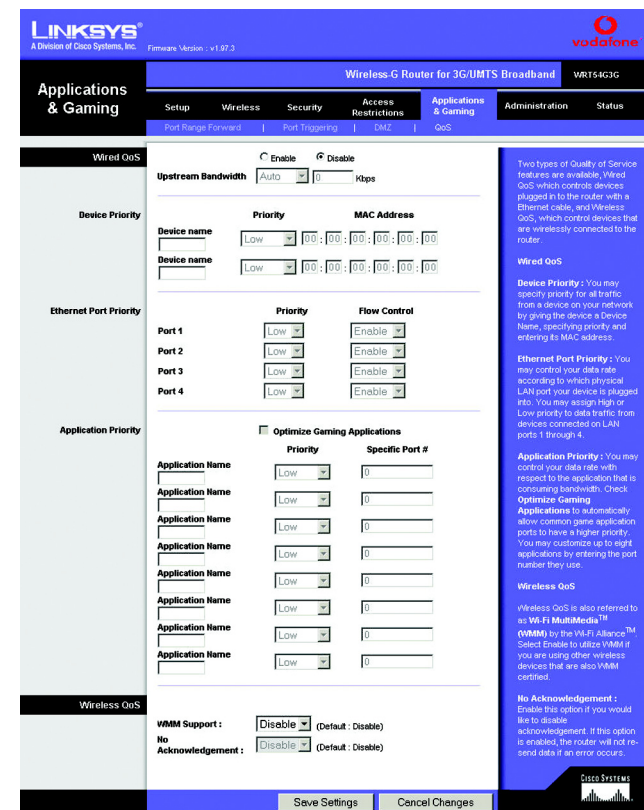 LINKSYS®
A Division of Cisco Systems, Inc.
Firmware Version : v1.97.3
vodafone
Wireless-G Router for 3G/UMTS Broadband
WRT54G3G
Applications & Gaming
Setup
Wireless
Security
Access Restrictions
Applications & Gaming
Administration
Status
Port Range Forward | Port Triggering | DMZ | QoS
Wired QoS
Enable Disable
Upstream Bandwidth Auto 0 Kbps
Device Priority
Priority MAC Address
Device name
Low 00 : 00 : 00 : 00 : 00 : 00
Device name
Low 00 : 00 : 00 : 00 : 00 : 00
Ethernet Port Priority
Priority Flow Control
Port 1 Low Enable
Port 2 Low Enable
Port 3 Low Enable
Port 4 Low Enable
Application Priority
Optimize Gaming Applications
Priority Specific Port #
Application Name
Low 0
Application Name
Low 0
Application Name
Low 0
Application Name
Low 0
Application Name
Low 0
Application Name
Low 0
Application Name
Low 0
Application Name
Low 0
Wireless QoS
WMM Support : Disable (Default : Disable)
No
Acknowledgement : Disable (Default : Disable)
Save Settings
Cancel Changes
Two types of Quality of Service
features are available, Wired
QoS which controls devices
plugged in to the router with a
Ethernet cable, and Wireless
QoS, which control devices that
are wirelessly connected to the
router.
Wired QoS
Device Priority : You may
specify priority for all traffic
from a device on your network
by giving the device a Device
Name, specifying priority and
entering its MAC address.
Ethernet Port Priority : You
may control your data rate
according to which physical
LAN port your device is plugged
into. You may assign High or
Low priority to data traffic from
devices connected on LAN
ports 1 through 4.
Application Priority : You may
control your data rate with
respect to the application that is
consuming bandwidth. Check
Optimize Gaming
Applications to automatically
allow common game application
ports to have a higher priority.
You may customize up to eight
applications by entering the port
number they use.
Wireless QoS
Wireless QoS is also referred to
as Wi-Fi MultiMedia™
(WMM) by the Wi-Fi Alliance™.
Select Enable to utilize WMM if
you are using other wireless
devices that are also WMM
certified.
No Acknowledgement :
Enable this option if you would
like to disable
acknowledgement. If this option
is enabled, the router will not re-
send data if an error occurs.
CISCO SYSTEMS